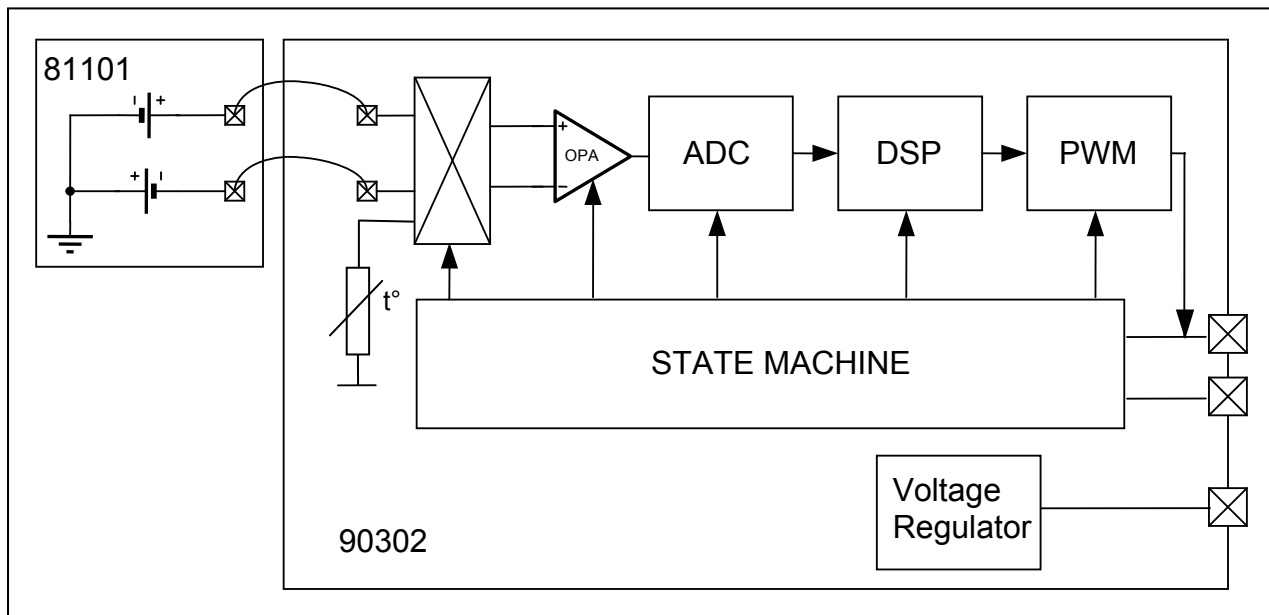 81101
+
+
OPA
+
−
ADC
DSP
PWM
t°
STATE MACHINE
Voltage
Regulator
90302